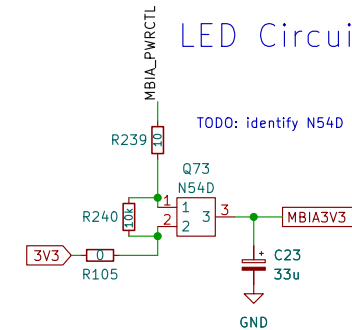 MBIA_PWRCTL
LED Circui
TODO: identify N54D
R239
10
Q73
N54D
R240
10k
1
2
1
2
3
3
MBIA3V3
3V3
0
R105
+
C23
33u
GND